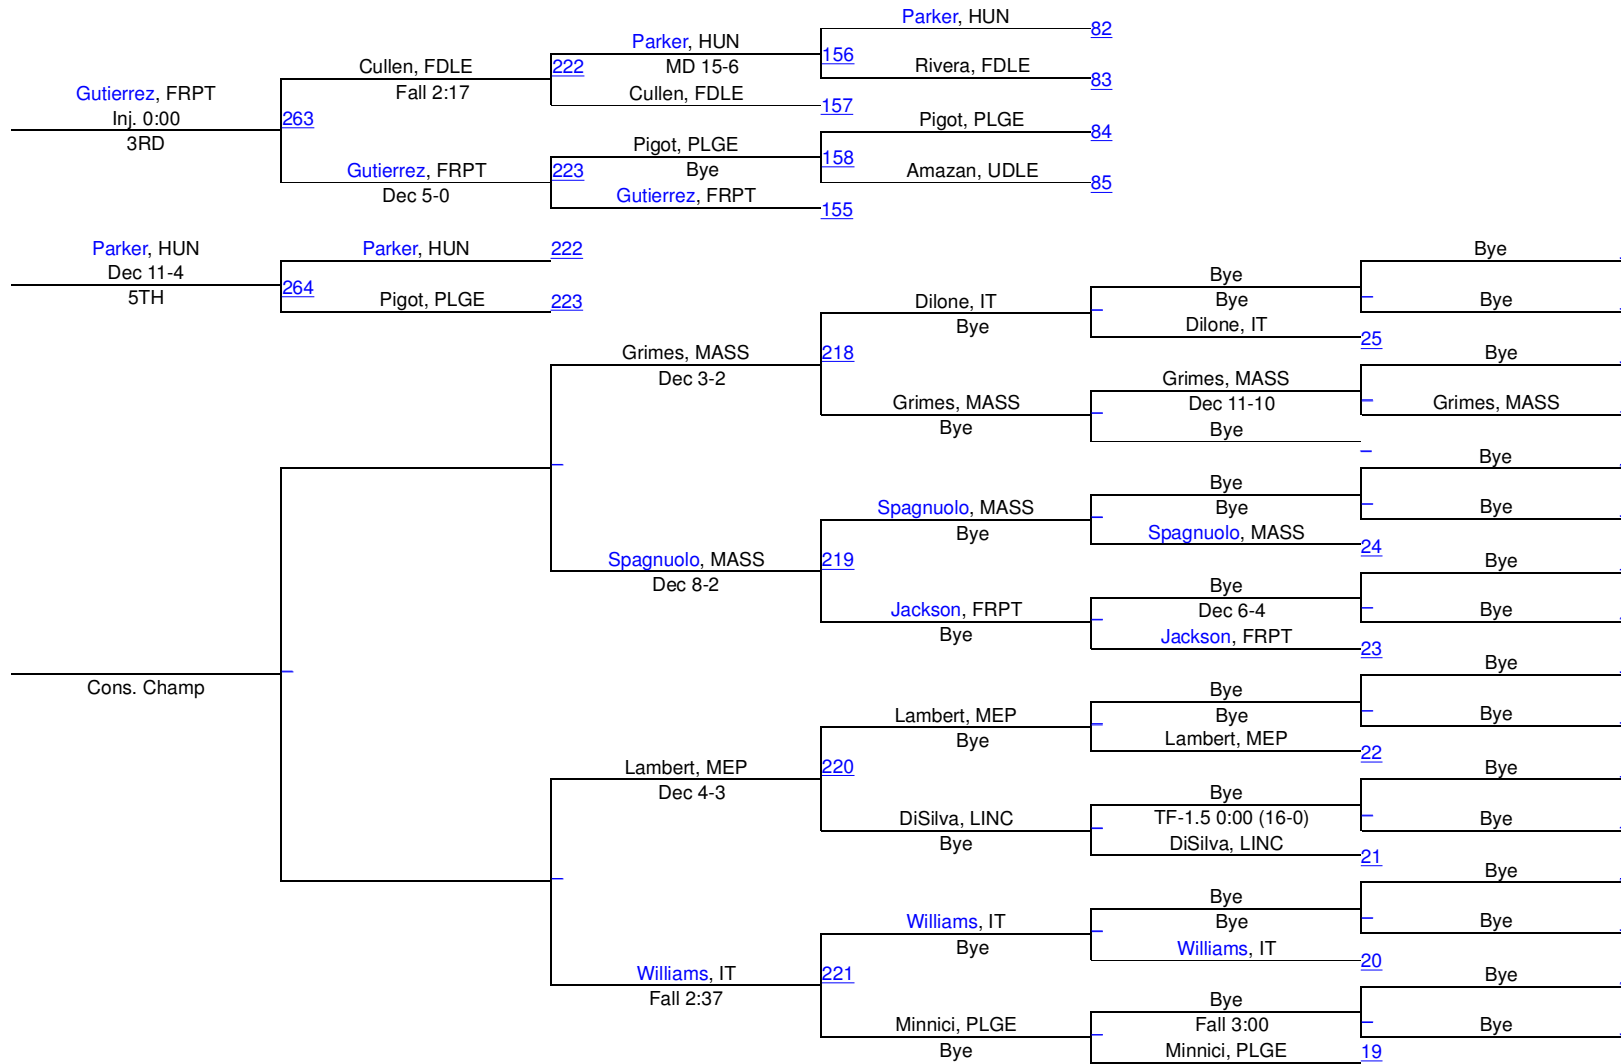 Parker, HUN
82
Parker, HUN
156
MD 15-6
Rivera, FDLE
83
Cullen, FDLE
222
Fall 2:17
Cullen, FDLE
157
Gutierrez, FRPT
Inj. 0:00
263
3RD
Pigot, PLGE
84
Pigot, PLGE
158
Bye
Gutierrez, FRPT
223
Dec 5-0
Amazan, UDLE
85
Gutierrez, FRPT
155
Parker, HUN
Dec 11-4
5TH
Parker, HUN
222
264
Pigot, PLGE
223
Bye
Bye
Bye
Bye
Dilone, IT
Bye
Dilone, IT
25
Grimes, MASS
218
Dec 3-2
Bye
Grimes, MASS
Dec 11-10
Grimes, MASS
Grimes, MASS
Bye
Bye
Bye
Bye
Bye
Bye
Spagnuolo, MASS
Bye
Spagnuolo, MASS
24
Spagnuolo, MASS
219
Dec 8-2
Bye
Bye
Dec 6-4
Bye
Jackson, FRPT
Bye
Jackson, FRPT
23
Cons. Champ
Bye
Bye
Bye
Bye
Lambert, MEP
Bye
Lambert, MEP
22
Lambert, MEP
220
Dec 4-3
Bye
Bye
TF-1.5 0:00 (16-0)
Bye
DiSilva, LINC
Bye
DiSilva, LINC
21
Bye
Bye
Bye
Bye
Williams, IT
Bye
Williams, IT
20
Williams, IT
221
Fall 2:37
Bye
Bye
Fall 3:00
Bye
Minnici, PLGE
Bye
Minnici, PLGE
19